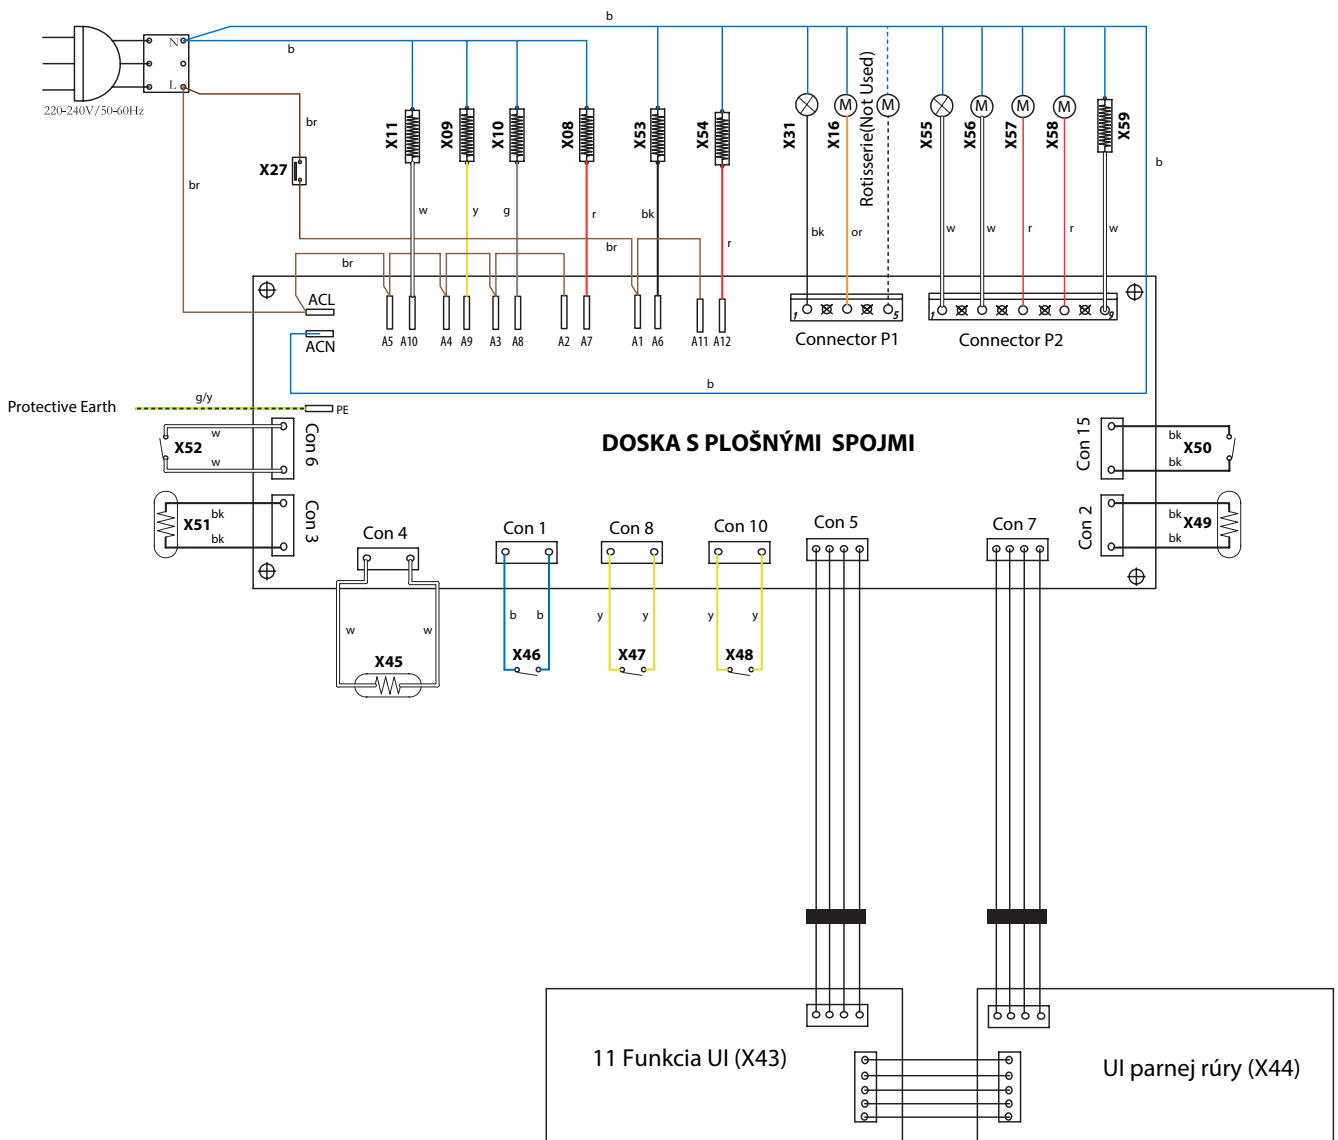 b
N
b
L
220-240V/50-60Hz
br
X27
br
X11
X09
X10
X08
X53
X54
X31
X16
Rotisserie(Not Used)
X55
X56
X57
X58
X59
M
M
M
M
M
b
w
y
g
r
bk
r
bk
or
w
w
r
r
w
br
br
ACL
ACN
A5
A10
A4
A9
A3
A8
A2
A7
A1
A6
A11
A12
1
5
1
9
Connector P1
Connector P2
b
Protective Earth
g/y
PE
DOSKA S PLOŠNÝMI SPOJMI
X52
w
w
Con 6
X51
bk
bk
Con 3
Con 15
bk
bk
X50
Con 2
bk
bk
X49
Con 4
Con 1
Con 8
Con 10
Con 5
Con 7
w
w
X45
b
b
X46
y
y
X47
y
y
X48
11 Funkcia UI (X43)
UI parnej rúry (X44)